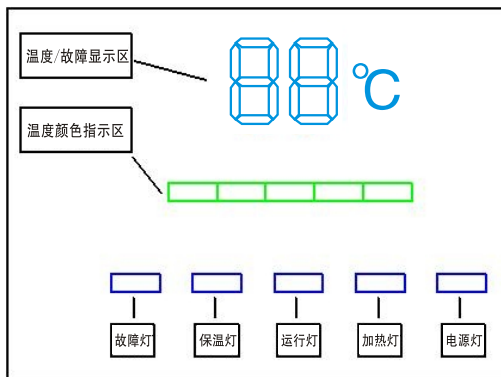 温度/故障显示区
88℃
温度颜色指示区
故障灯
保温灯
运行灯
加热灯
电源灯